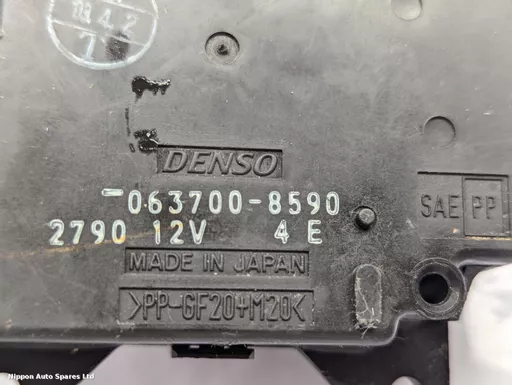 DENSO
063700-8590
2790 12V 4 E
SAE PP
MADE IN JAPAN
>PP-GF20+M20<
Nippon Auto Spares Ltd